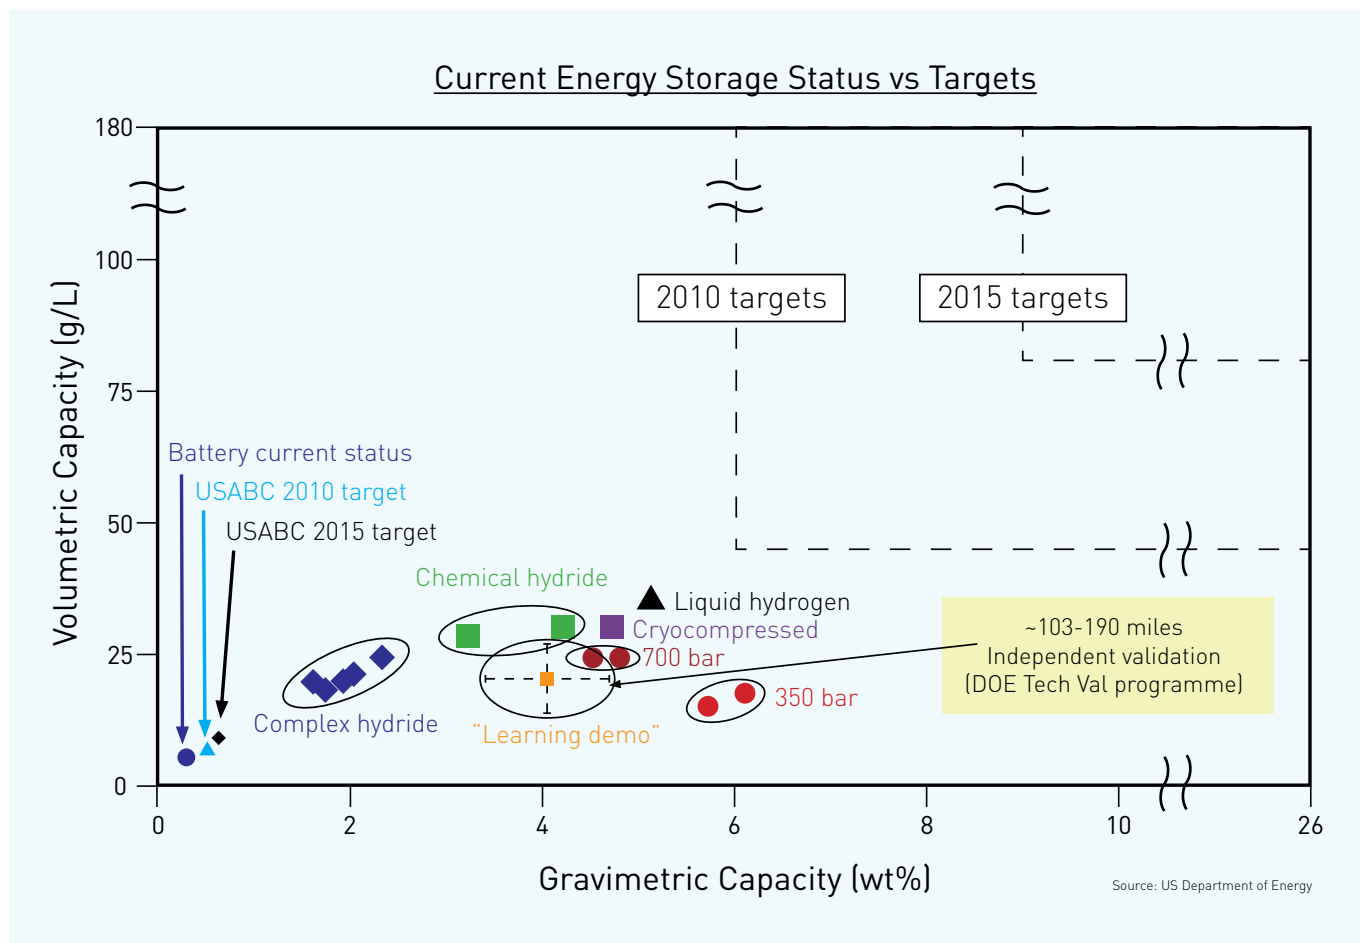 Current Energy Storage Status vs Targets
180
100
2010 targets
2015 targets
75
Battery current status
USABC 2010 target
USABC 2015 target
50
Chemical hydride
Liquid hydrogen
Cryocompressed
~103-190 miles
Independent validation
(DOE Tech Val programme)
25
700 bar
350 bar
Complex hydride
“Learning demo”
0
Volumetric Capacity (g/L)
0 2 4 6 8 10 26
Gravimetric Capacity (wt%)
Source: US Department of Energy